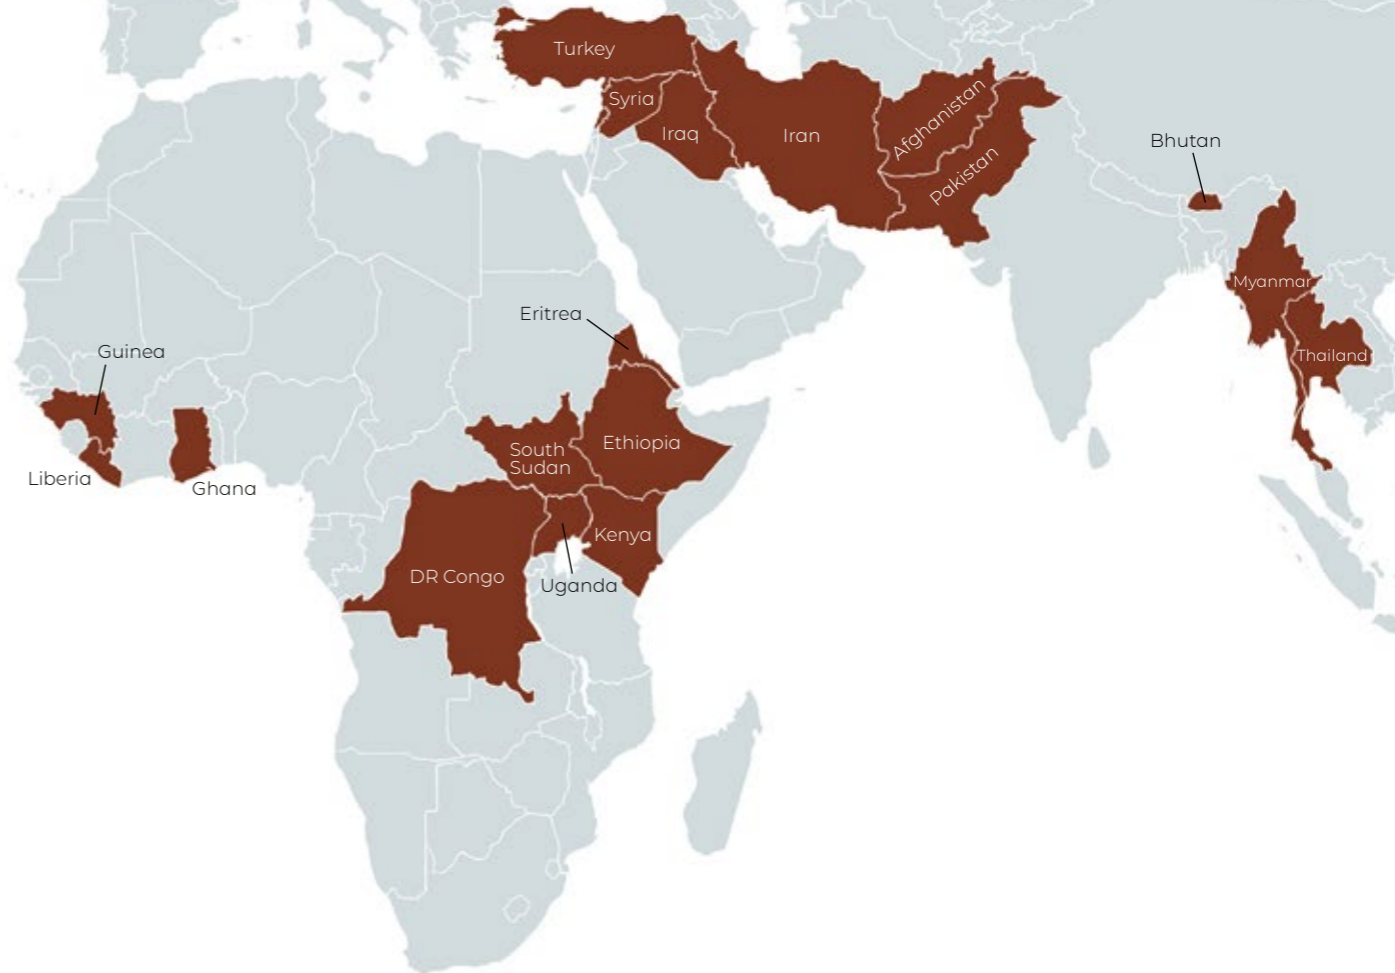 Turkey
Syria
Iraq
Iran
Afghanistan
Pakistan
Bhutan
Myanmar
Thailand
Eritrea
Guinea
Liberia
Ghana
South
Sudan
Ethiopia
Kenya
DR Congo
Uganda